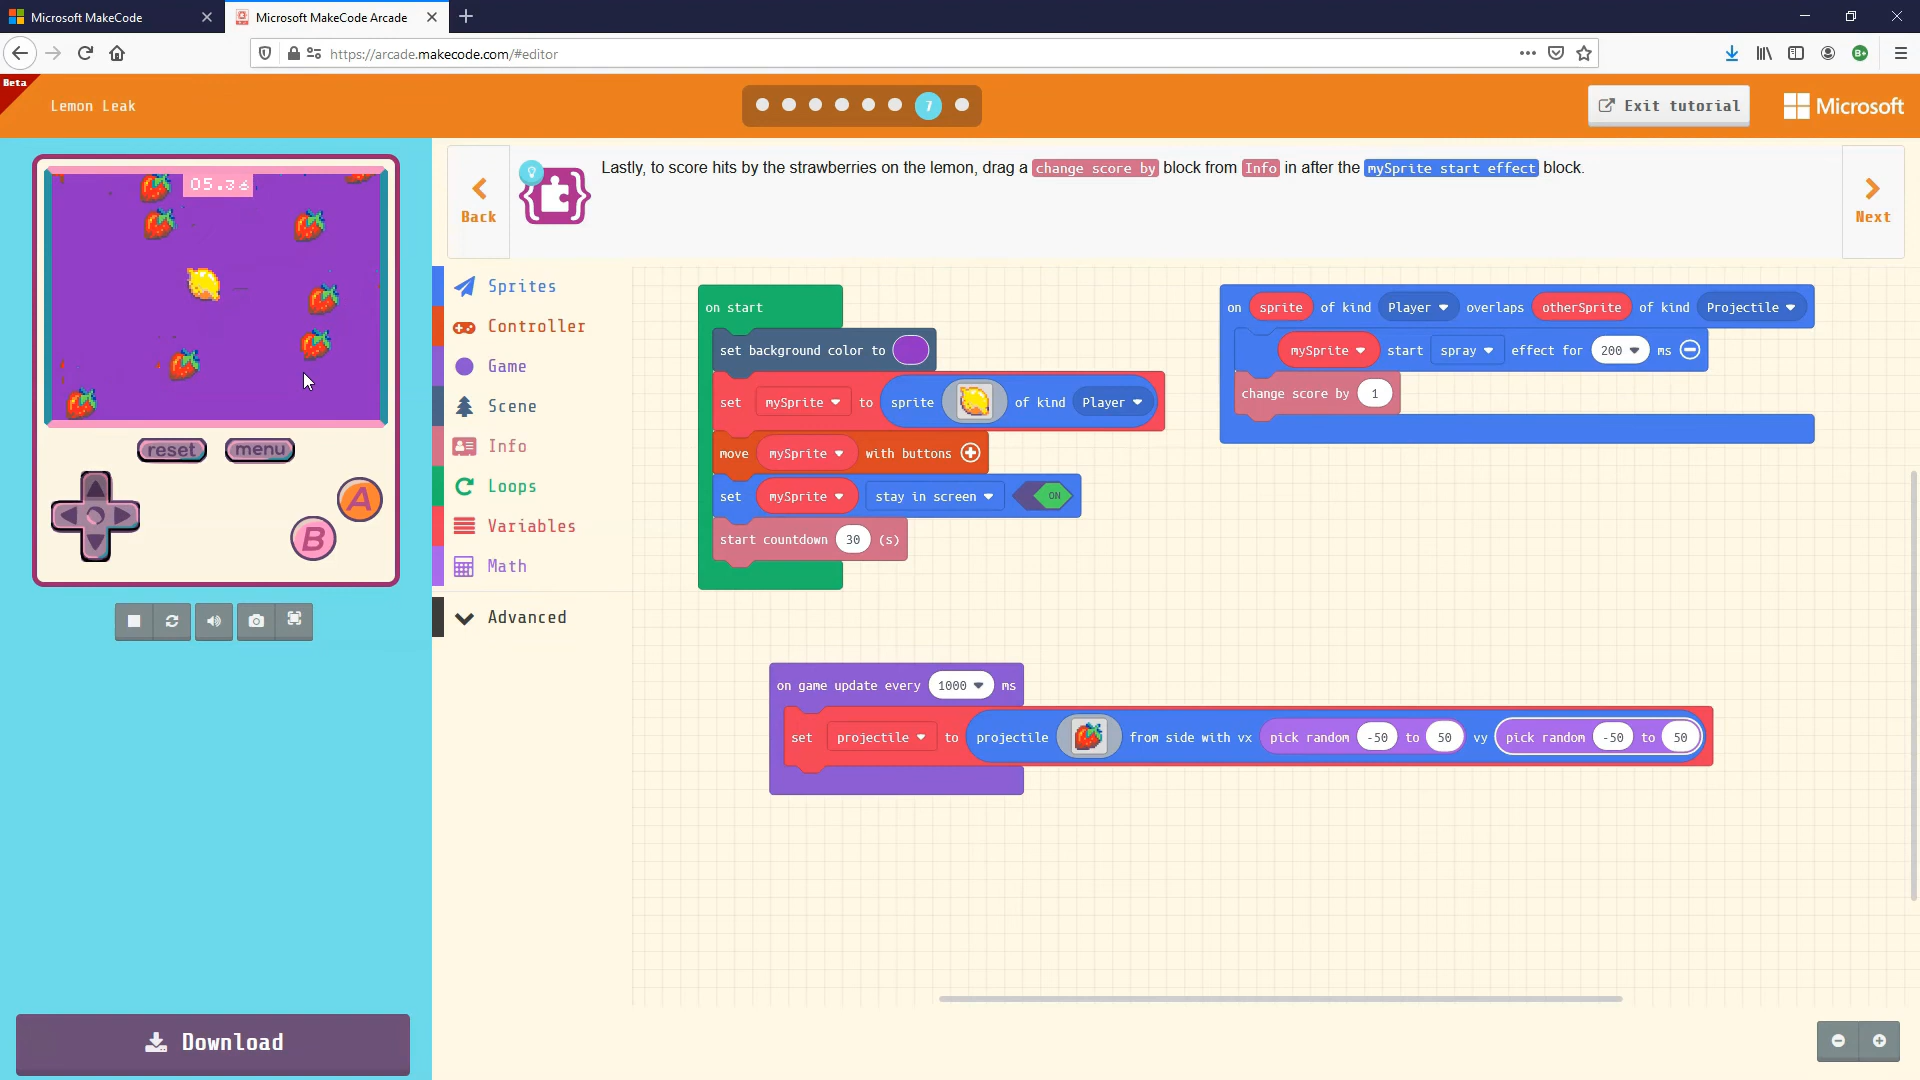 Microsoft MakeCode
Microsoft MakeCode Arcade
https://arcade.makecode.com/#editor
B+
Beta
Lemon Leak
7
Exit tutorial
Microsoft
Back
Lastly, to score hits by the strawberries on the lemon, drag a change score by block from Info in after the mySprite start effect block.
Next
05.36
reset
menu
A
B
Download
Sprites
Controller
Game
Scene
Info
Loops
Variables
Math
Advanced
on start
set background color to
set mySprite to sprite of kind Player
move mySprite with buttons
set mySprite stay in screen ON
start countdown 30 (s)
on sprite of kind Player overlaps otherSprite of kind Projectile
mySprite start spray effect for 200 ms
change score by 1
on game update every 1000 ms
set projectile to projectile from side with vx pick random -50 to 50 vy pick random -50 to 50